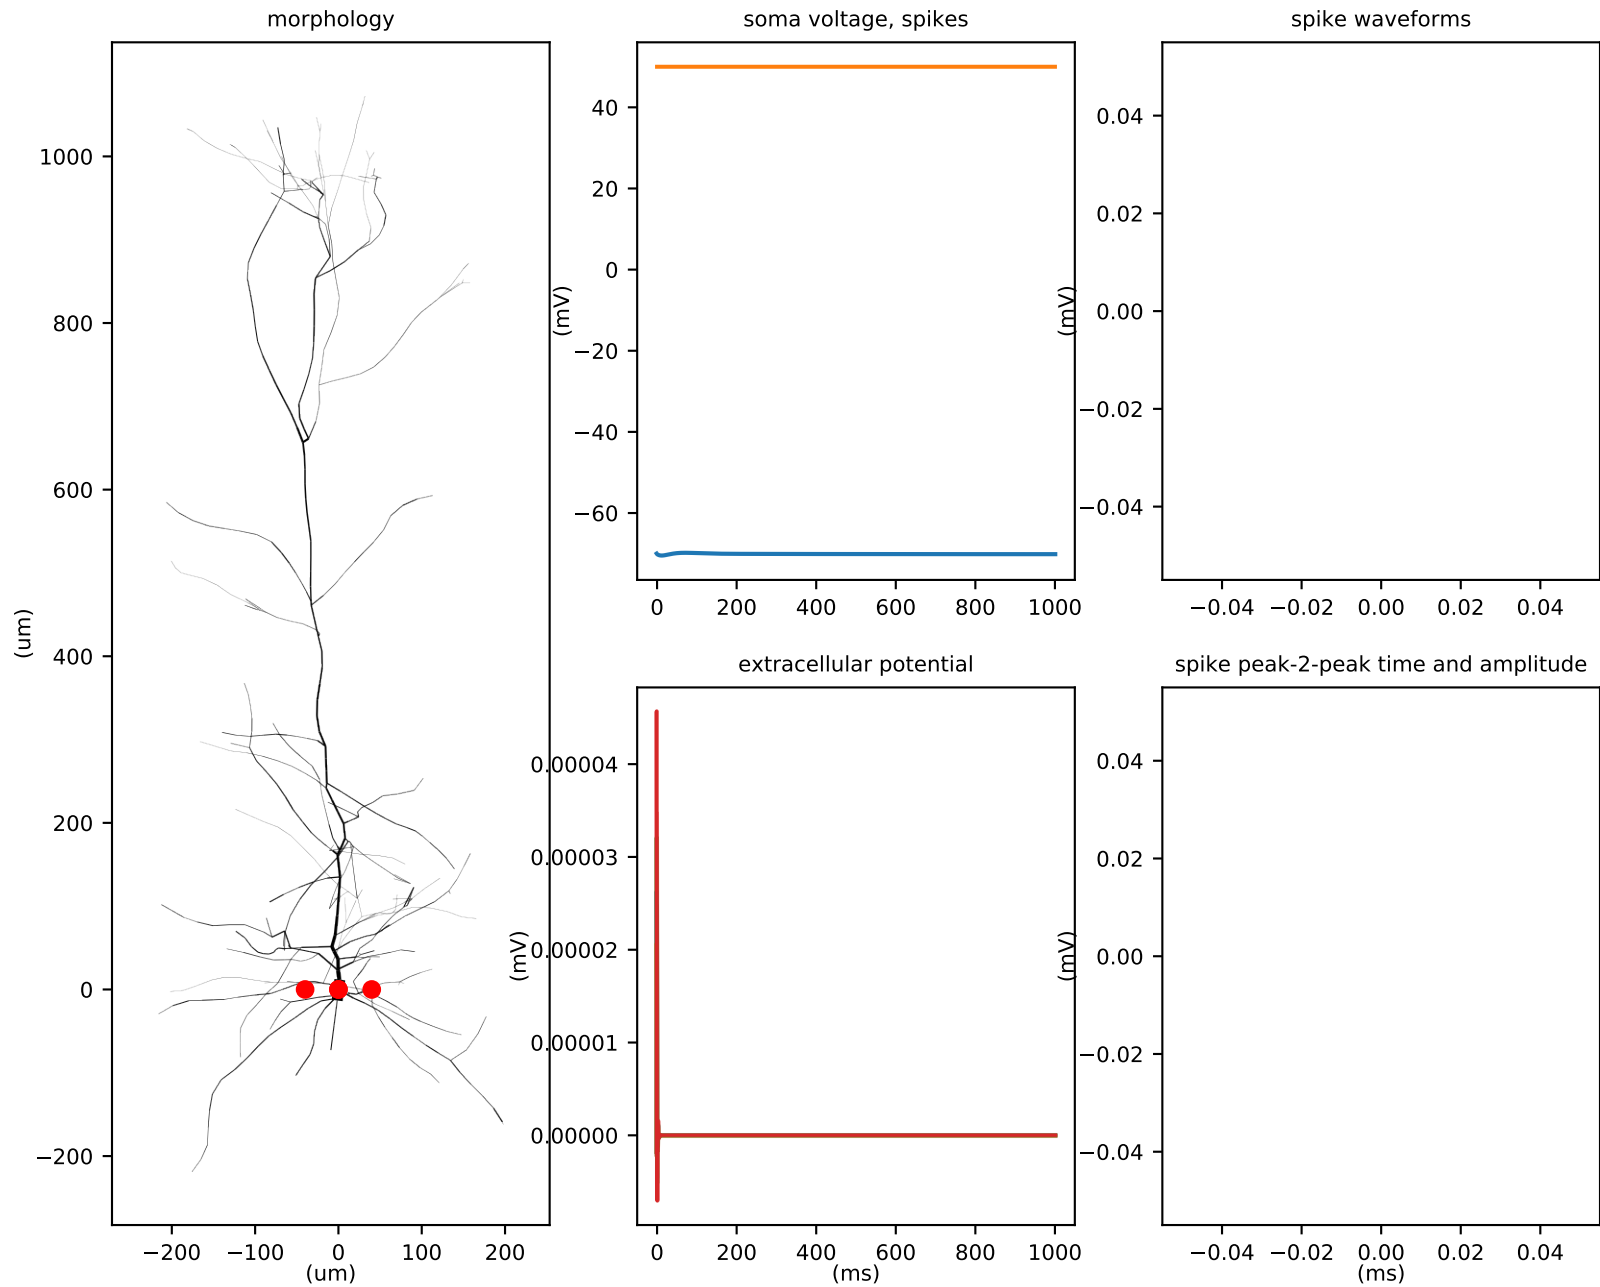 morphology
1000
800
600
400
200
0
−200
(um)
−200 −100 0 100 200
(um)
soma voltage, spikes
40
20
0
−20
−40
−60
(mV)
0 200 400 600 800 1000
spike waveforms
0.04
0.02
0.00
−0.02
−0.04
(mV)
−0.04 −0.02 0.00 0.02 0.04
extracellular potential
0.00004
0.00003
0.00002
0.00001
0.00000
(mV)
0 200 400 600 800 1000
(ms)
spike peak-2-peak time and amplitude
0.04
0.02
0.00
−0.02
−0.04
(mV)
−0.04 −0.02 0.00 0.02 0.04
(ms)